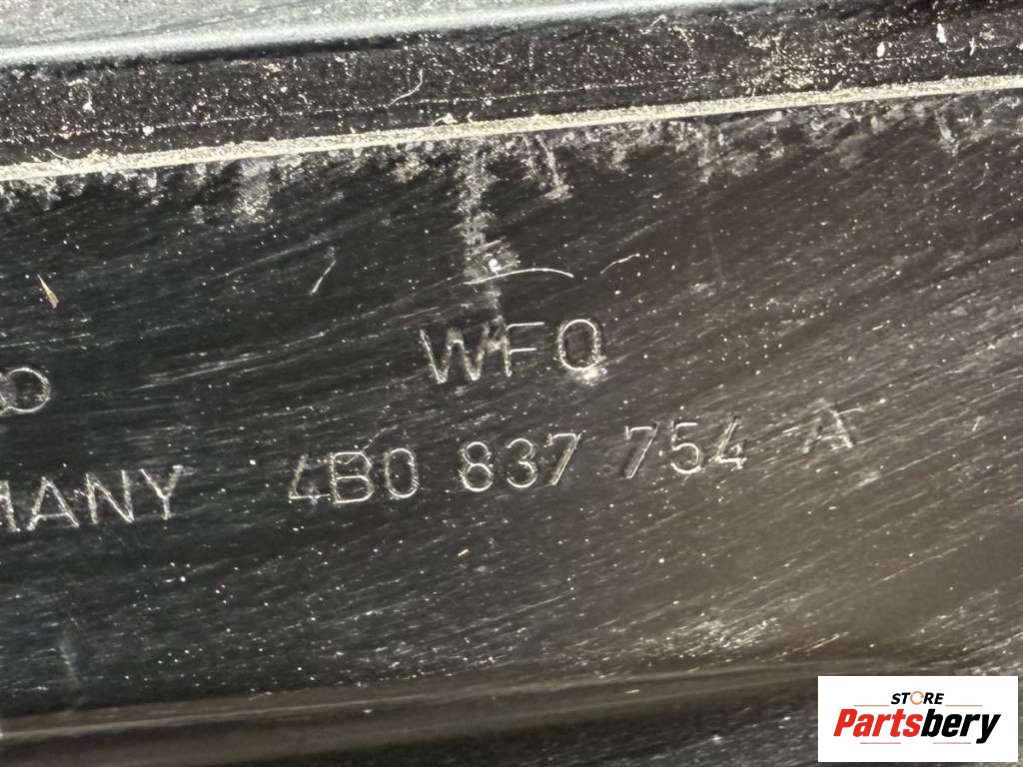 WFO
MANY 4B0 837 754 A
STORE
Partsbery